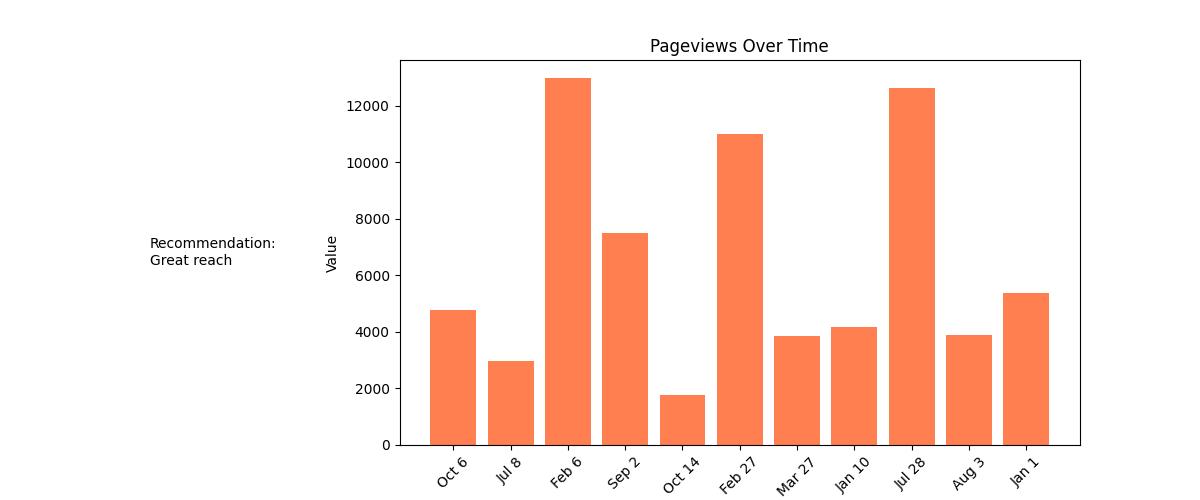 Pageviews Over Time
Recommendation:
Great reach
Value
12000
10000
8000
6000
4000
2000
0
Oct 6
Jul 8
Feb 6
Sep 2
Oct 14
Feb 27
Mar 27
Jan 10
Jul 28
Aug 3
Jan 1